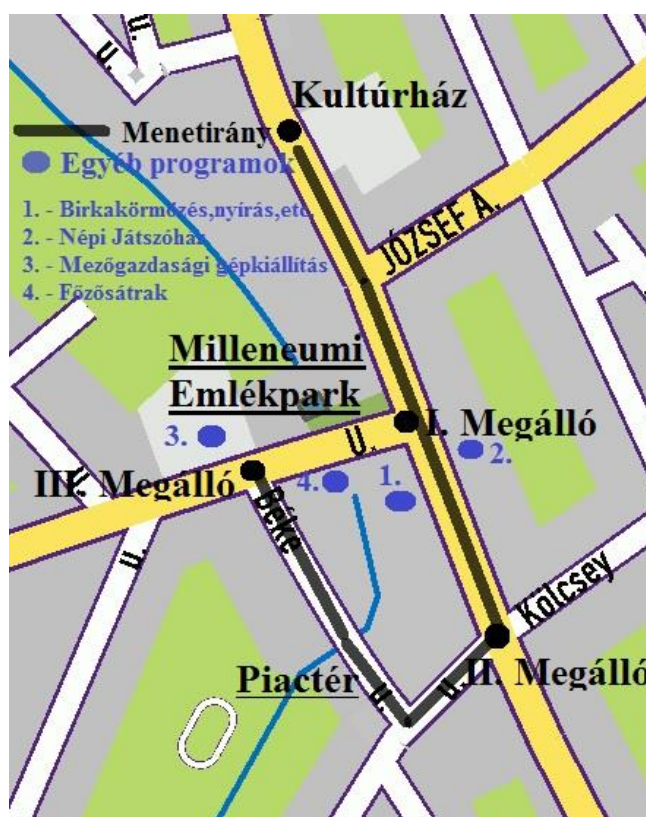 u.
u.
Kultúrház
Menetirány
Egyéb programok
1. - Birkakörmözés,nyírás,etc.
2. - Népi Játszóház
3. - Mezőgazdasági gépkiállítás
4. - Főzősátrak
JÓZSEF A.
Milleneumi
Emlékpark
I. Megálló
U.
3.
2.
III. Megálló
u.
4.
1.
Béke
u.
Kölcsey
II. Megálló
Piactér
u.
u.